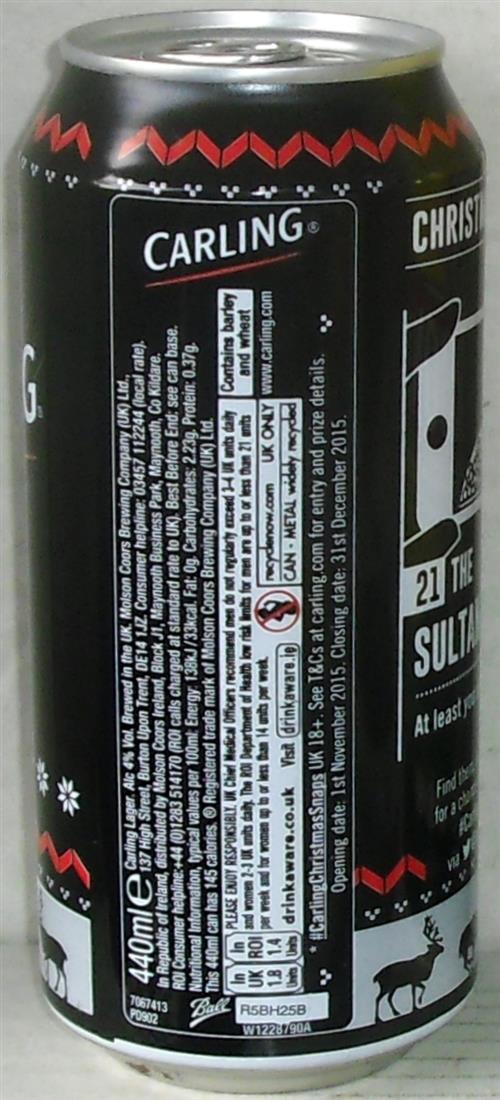 CARLING®
440ml e
Carling Lager. Alc 4% Vol. Brewed in the UK. Molson Coors Brewing Company (UK) Ltd,
137 High Street, Burton Upon Trent, DE14 1JZ. Consumer helpline: 03457 112244 (local rate).
In Republic of Ireland, distributed by Molson Coors Ireland, Block J1, Maynooth Business Park, Maynooth, Co Kildare.
ROI Consumer helpline: +44 (0)1283 514170 (ROI calls charged at standard rate to UK). Best Before End: see can base.
Nutritional Information, typical values per 100ml: Energy: 138kJ/33kcal. Fat: 0g. Carbohydrates: 2.23g. Protein: 0.37g.
This 440ml can has 145 calories. ® Registered trade mark of Molson Coors Brewing Company (UK) Ltd.
PLEASE ENJOY RESPONSIBLY. UK Chief Medical Officers recommend men do not regularly exceed 3-4 UK units daily
and women 2-3 UK units daily. The ROI Department of Health low risk limits for men are up to or less than 21 units
per week and for women up to or less than 14 units per week.
Contains barley
and wheat
In UK 1.8 Units
In ROI 1.4 Units
drinkaware.co.uk
Visit drinkaware.ie
recyclenow.com UK ONLY
CAN - METAL widely recycled
www.carling.com
* #CarlingChristmasSnaps UK 18+. See T&Cs at carling.com for entry and prize details.
Opening date: 1st November 2015. Closing date: 31st December 2015.
7067413
PD902
Ball
R5BH25B
W1228790A
G
21 THE
At least
Find
for a
via